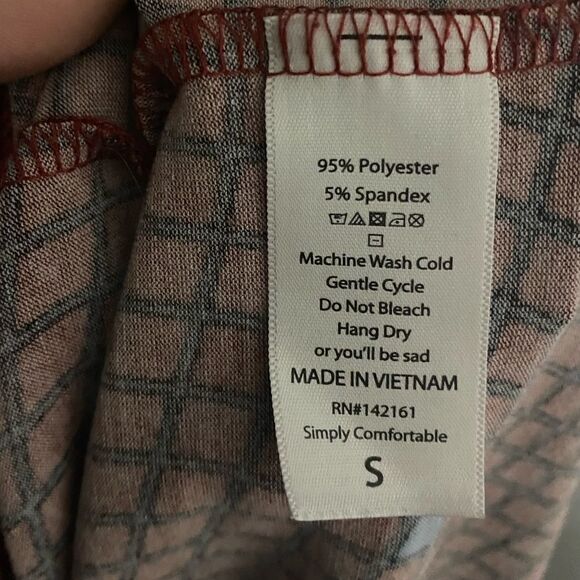 95% Polyester
5% Spandex
Machine Wash Cold
Gentle Cycle
Do Not Bleach
Hang Dry
or you'll be sad
MADE IN VIETNAM
RN#142161
Simply Comfortable
S